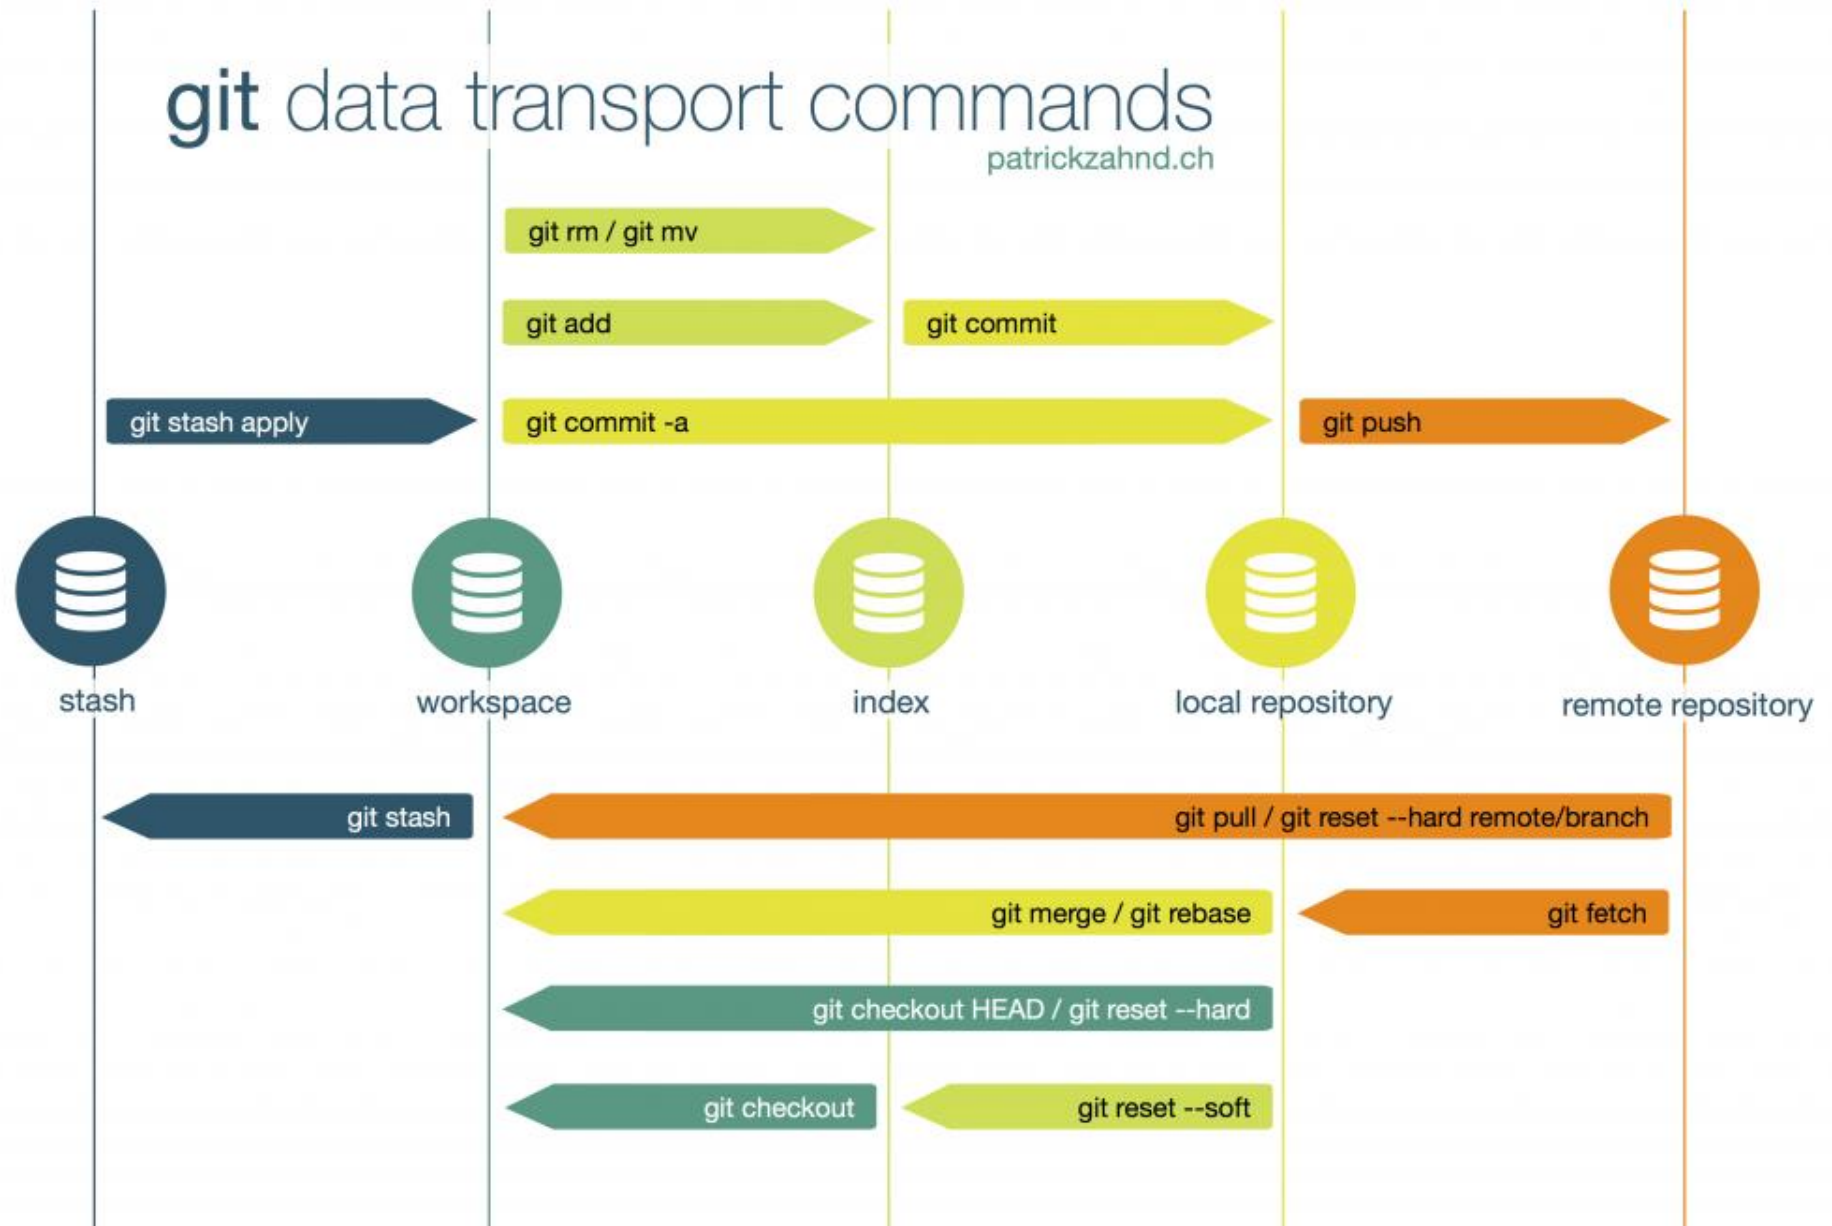 git data transport commands
patrickzahnd.ch
git rm / git mv
git add
git commit
git stash apply
git commit -a
git push
stash
workspace
index
local repository
remote repository
git stash
git pull / git reset --hard remote/branch
git merge / git rebase
git fetch
git checkout HEAD / git reset --hard
git checkout
git reset --soft